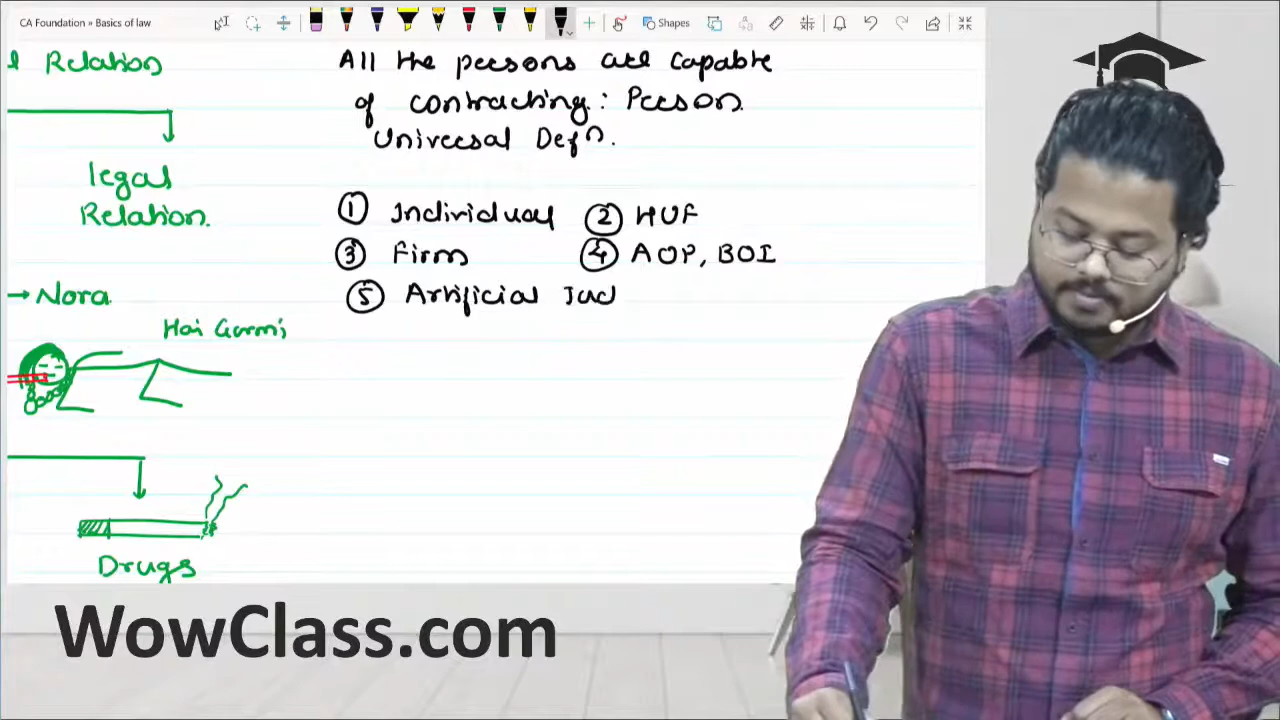 CA Foundation » Basics of law
Shapes
l Relation
legal
Relation.
→ Nora
Hai Garmi
Drugs
All the persons are capable
of contracting: Person
Universal Defn.
① Individual ② HUF
③ Firm ④ AOP, BOI
⑤ Artificial Jud
WowClass.com